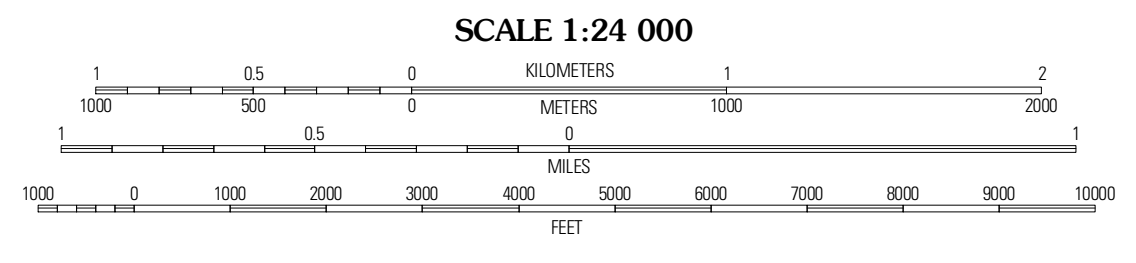 SCALE 1:24 000
1 0.5 0 KILOMETERS 1 2
1000 500 0 METERS 1000 2000
1 0.5 0 1
MILES
1000 0 1000 2000 3000 4000 5000 6000 7000 8000 9000 10000
FEET